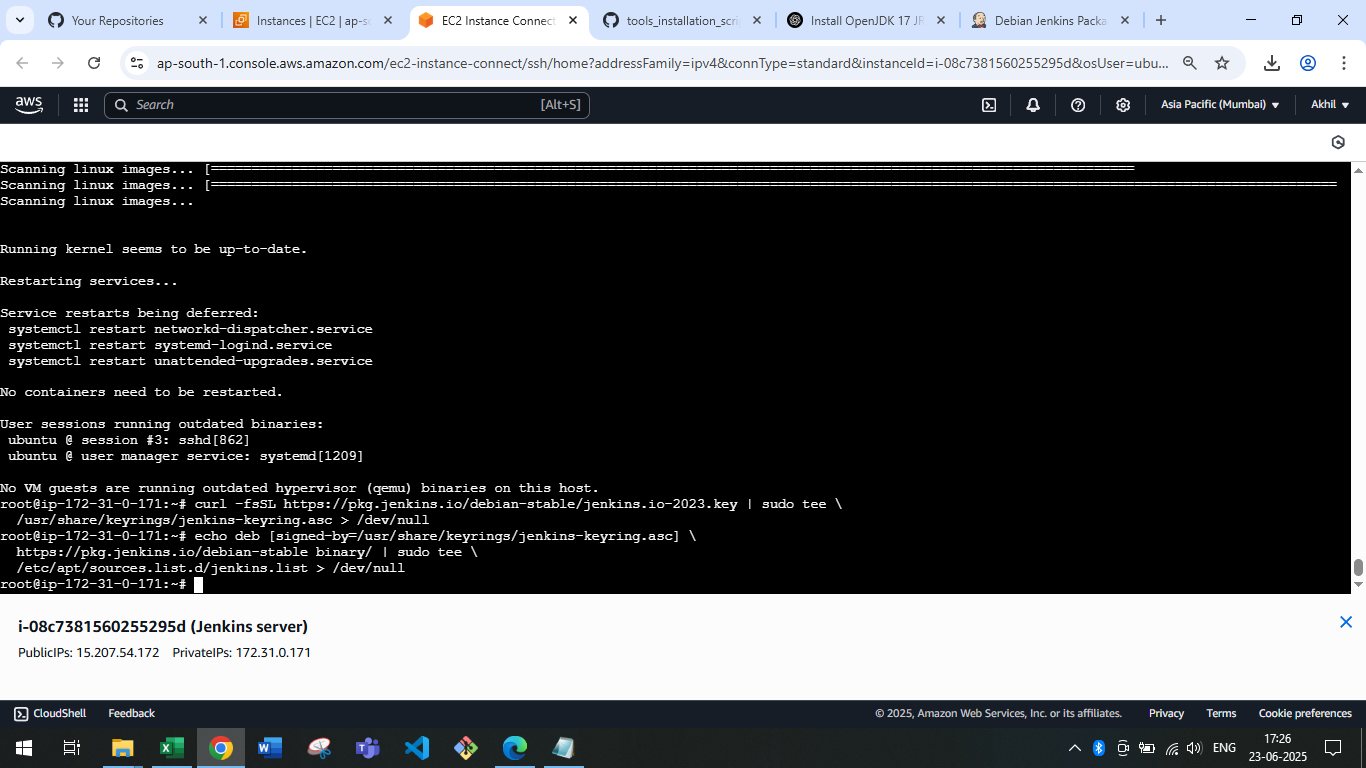 Your Repositories
Instances | EC2 | ap-so
EC2 Instance Connect
tools_installation_scri
Install OpenJDK 17 JR
Debian Jenkins Packa
ap-south-1.console.aws.amazon.com/ec2-instance-connect/ssh/home?addressFamily=ipv4&connType=standard&instanceId=i-08c7381560255295d&osUser=ubu...
aws
Search
[Alt+S]
Asia Pacific (Mumbai)
Akhil
Scanning linux images... [=====================================================================================================
Scanning linux images... [===========================================================================================================================
Scanning linux images...
Running kernel seems to be up-to-date.
Restarting services...
Service restarts being deferred:
systemctl restart networkd-dispatcher.service
systemctl restart systemd-logind.service
systemctl restart unattended-upgrades.service
No containers need to be restarted.
User sessions running outdated binaries:
ubuntu @ session #3: sshd[862]
ubuntu @ user manager service: systemd[1209]
No VM guests are running outdated hypervisor (qemu) binaries on this host.
root@ip-172-31-0-171:~# curl -fsSL https://pkg.jenkins.io/debian-stable/jenkins.io-2023.key | sudo tee \
/usr/share/keyrings/jenkins-keyring.asc > /dev/null
root@ip-172-31-0-171:~# echo deb [signed-by=/usr/share/keyrings/jenkins-keyring.asc] \
https://pkg.jenkins.io/debian-stable binary/ | sudo tee \
/etc/apt/sources.list.d/jenkins.list > /dev/null
root@ip-172-31-0-171:~#
i-08c7381560255295d (Jenkins server)
PublicIPs: 15.207.54.172 PrivateIPs: 172.31.0.171
CloudShell
Feedback
© 2025, Amazon Web Services, Inc. or its affiliates.
Privacy
Terms
Cookie preferences
ENG
17:26
23-06-2025